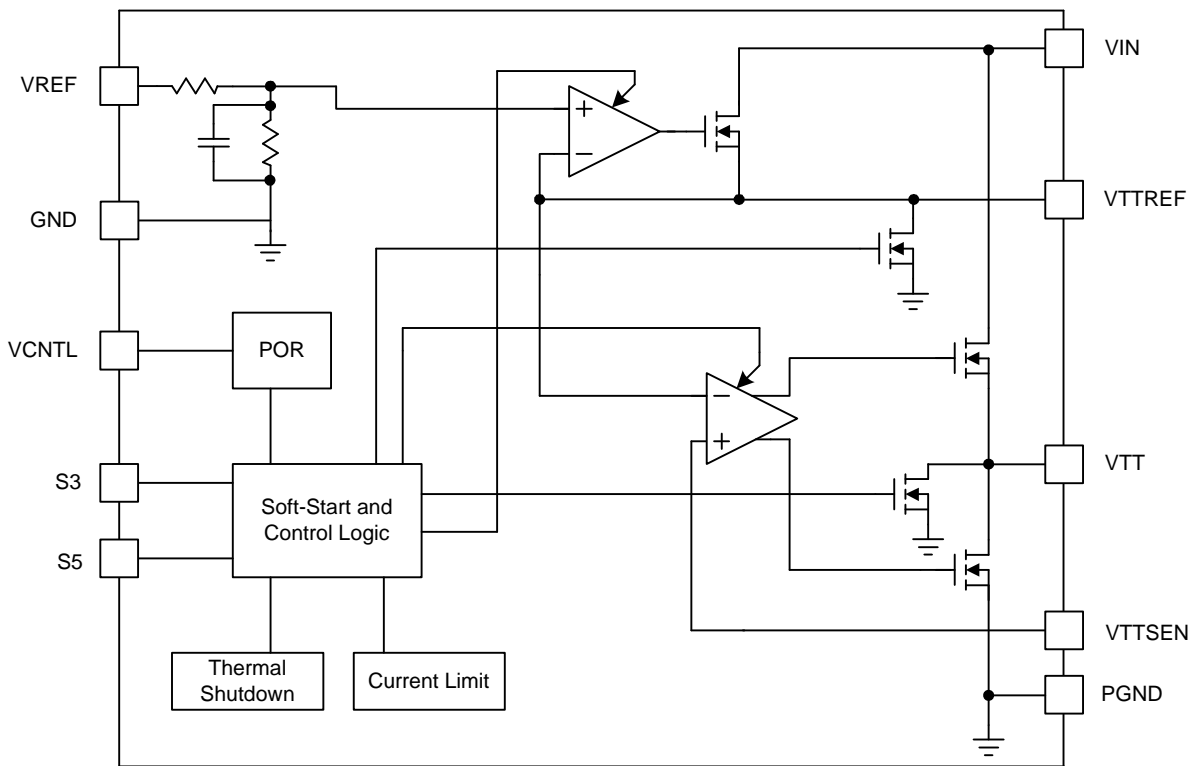 VREF
GND
VCNTL
S3
S5
POR
Soft-Start and
Control Logic
Thermal
Shutdown
Current Limit
+
−
−
+
VIN
VTTREF
VTT
VTTSEN
PGND